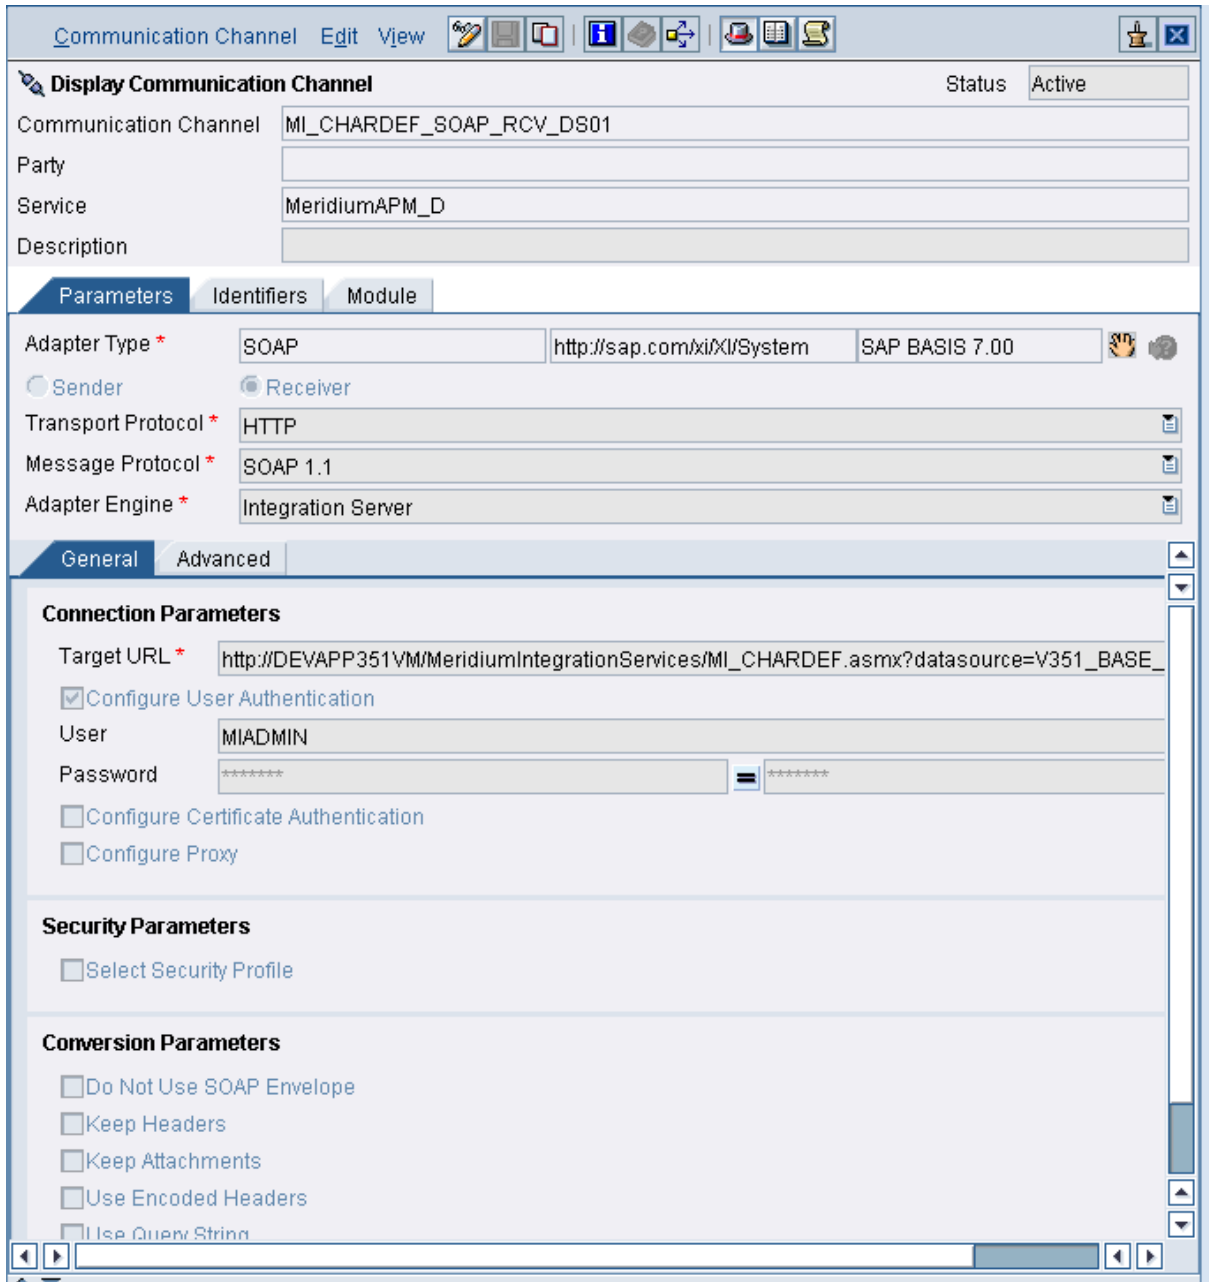 Communication Channel Edit View
Display Communication Channel Status Active
Communication Channel MI_CHARDEF_SOAP_RCV_DS01
Party
Service MeridiumAPM_D
Description
Parameters Identifiers Module
Adapter Type * SOAP http://sap.com/xi/XI/System SAP BASIS 7.00
Sender Receiver
Transport Protocol * HTTP
Message Protocol * SOAP 1.1
Adapter Engine * Integration Server
General Advanced
Connection Parameters
Target URL * http://DEVAPP351VM/MeridiumIntegrationServices/MI_CHARDEF.asmx?datasource=V351_BASE_
Configure User Authentication
User MIADMIN
Password ******* = *******
Configure Certificate Authentication
Configure Proxy
Security Parameters
Select Security Profile
Conversion Parameters
Do Not Use SOAP Envelope
Keep Headers
Keep Attachments
Use Encoded Headers
Use Query String